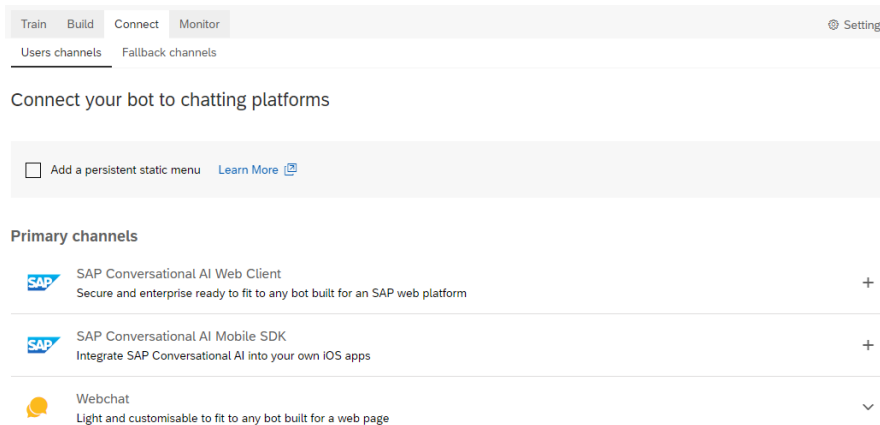 Train Build Connect Monitor Setting
Users channels Fallback channels
Connect your bot to chatting platforms
Add a persistent static menu Learn More
Primary channels
SAP SAP Conversational AI Web Client
Secure and enterprise ready to fit to any bot built for an SAP web platform
SAP SAP Conversational AI Mobile SDK
Integrate SAP Conversational AI into your own iOS apps
Webchat
Light and customisable to fit to any bot built for a web page